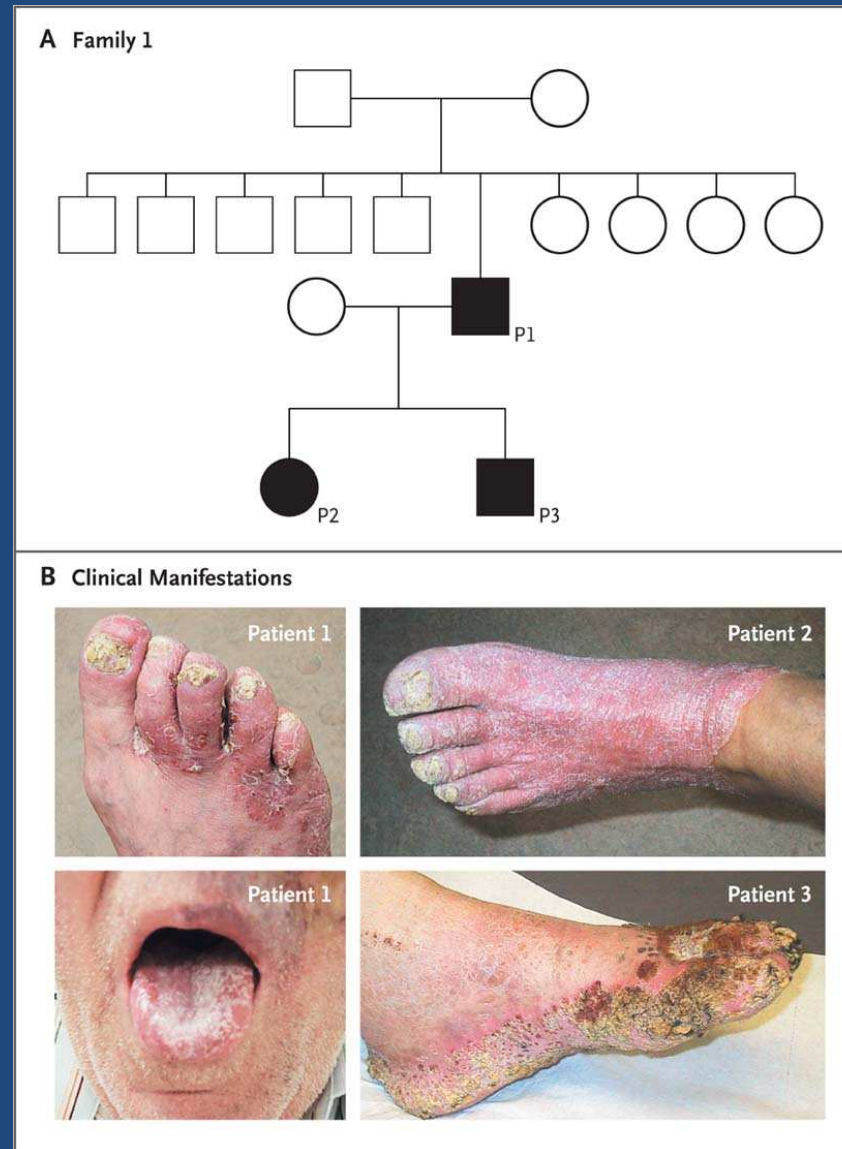 A Family 1
P1
P2
P3
B Clinical Manifestations
Patient 1
Patient 2
Patient 1
Patient 3